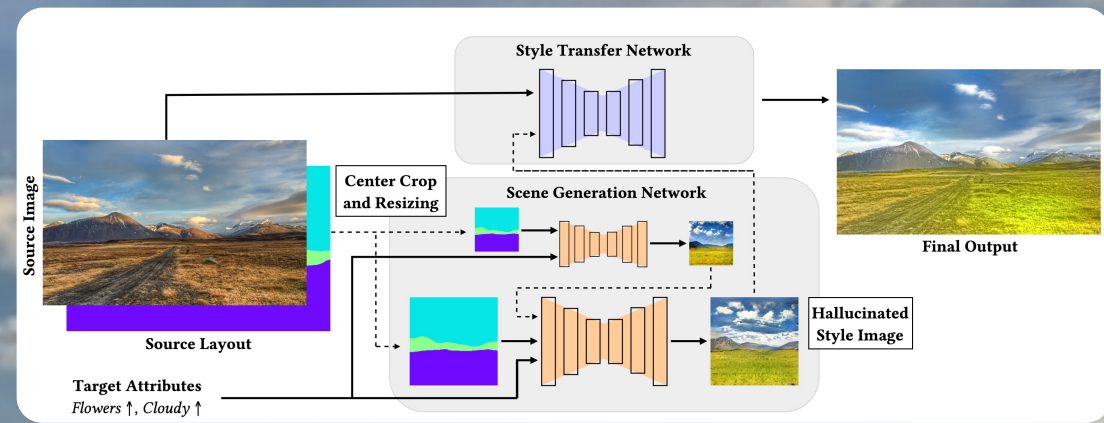 Style Transfer Network
Source Image
Center Crop
and Resizing
Scene Generation Network
Final Output
Hallucinated
Style Image
Source Layout
Target Attributes
Flowers ↑, Cloudy ↑